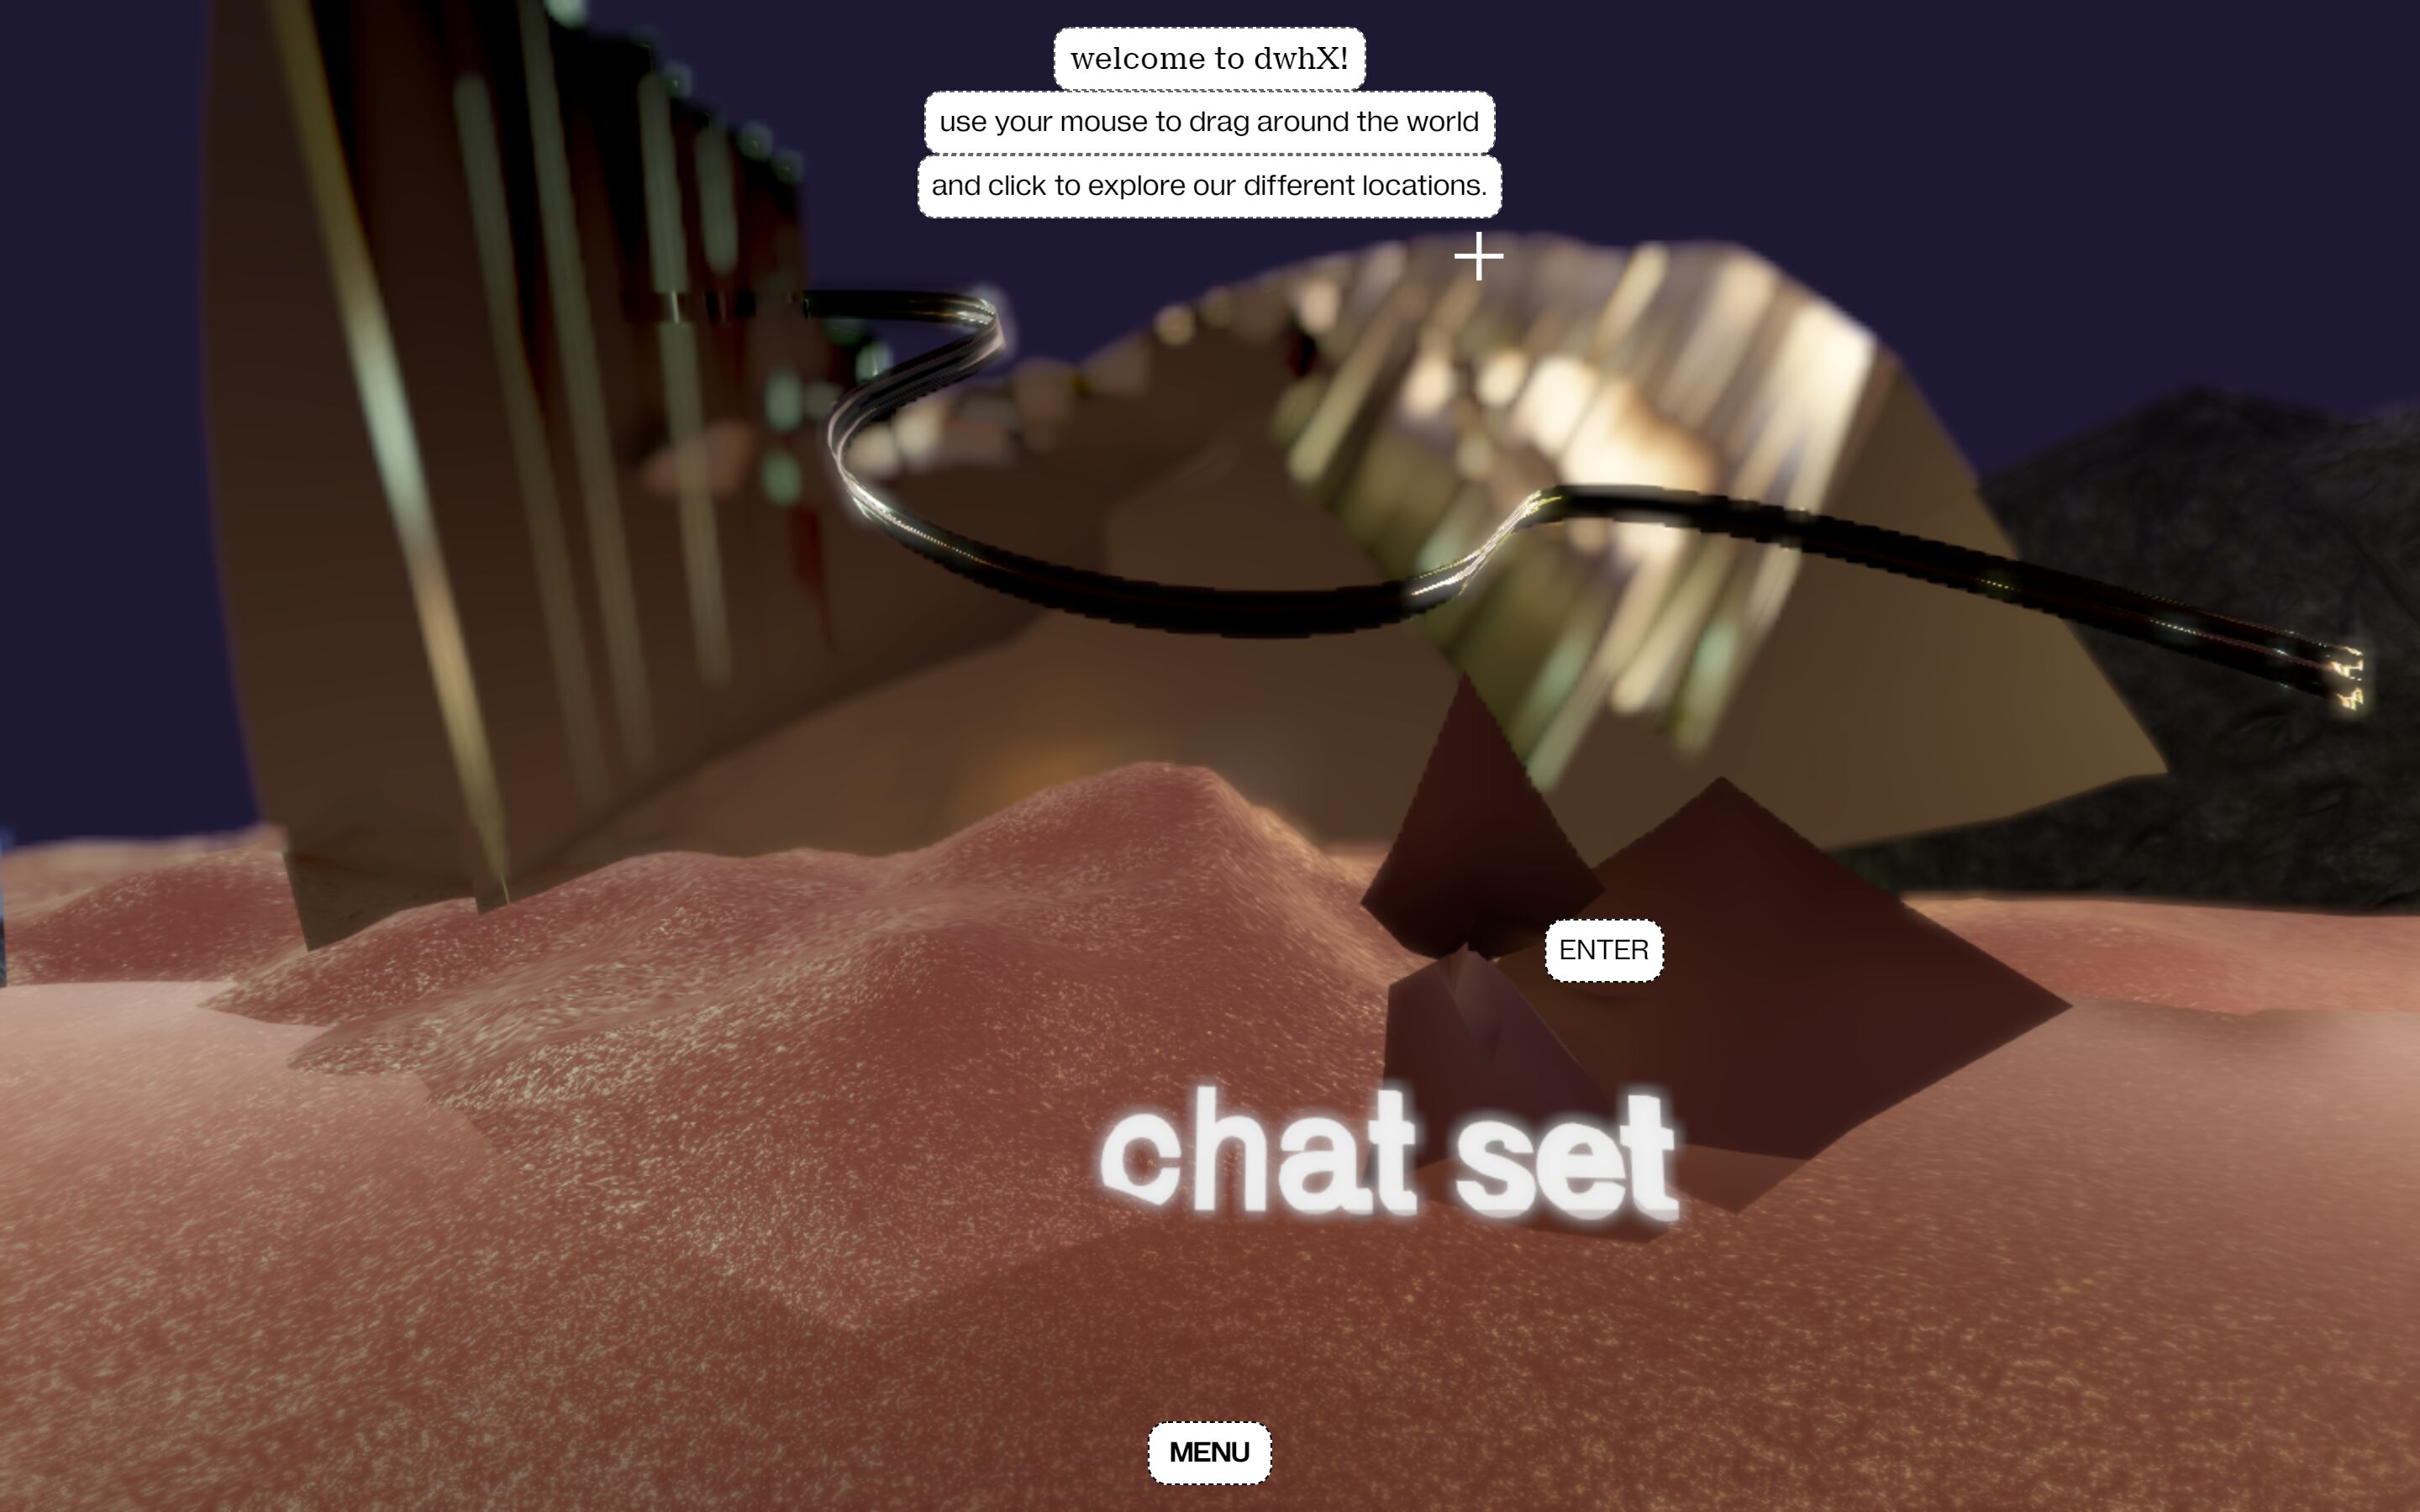 welcome to dwhX!
use your mouse to drag around the world
and click to explore our different locations.
ENTER
chat set
MENU